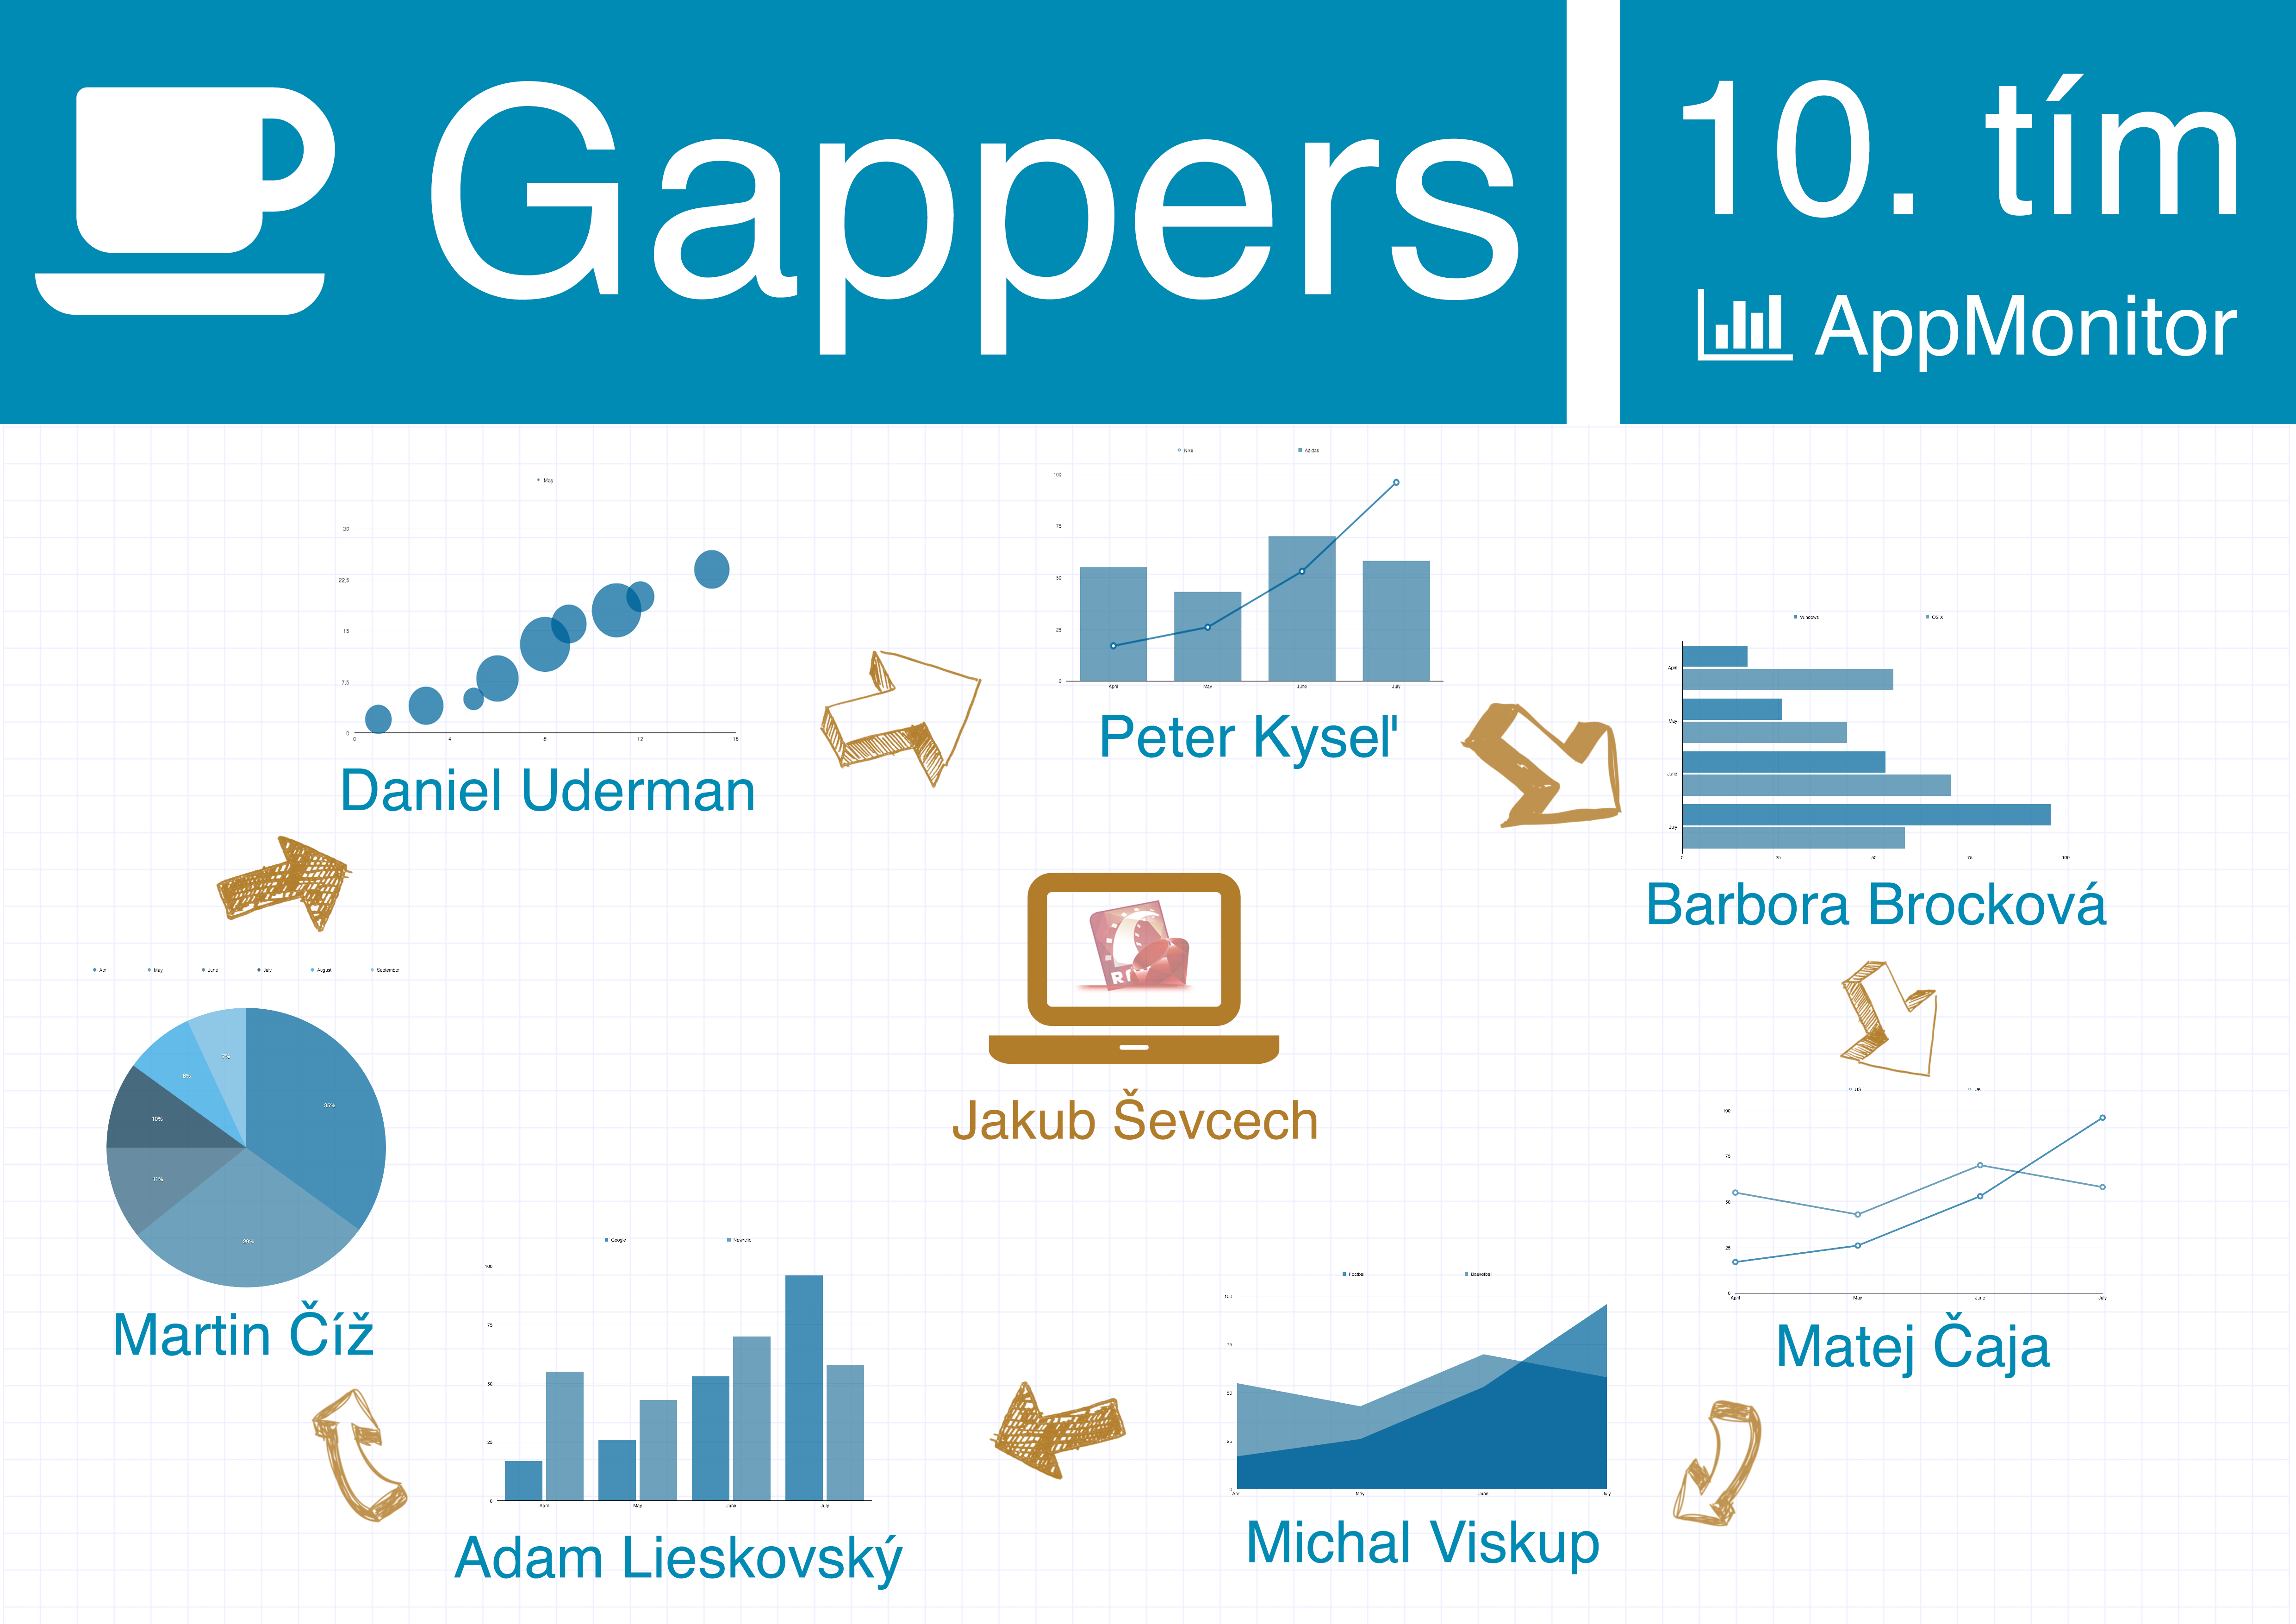 Gappers
10. tím
AppMonitor
May
30
22.5
15
7.5
0
0 4 8 12 16
Daniel Uderman
Nike Adidas
100
75
50
25
0
April May June July
Peter Kyseľ
Windows OS X
April
May
June
July
0 25 50 75 100
Barbora Brocková
Jakub Ševcech
April May June July August September
7%
8%
10%
11%
29%
35%
Martin Číž
US UK
100
75
50
25
0
April May June July
Matej Čaja
Google
100
75
50
25
0
April May June July
Adam Lieskovský
Football Basketball
100
75
50
25
0
April May June July
Michal Viskup